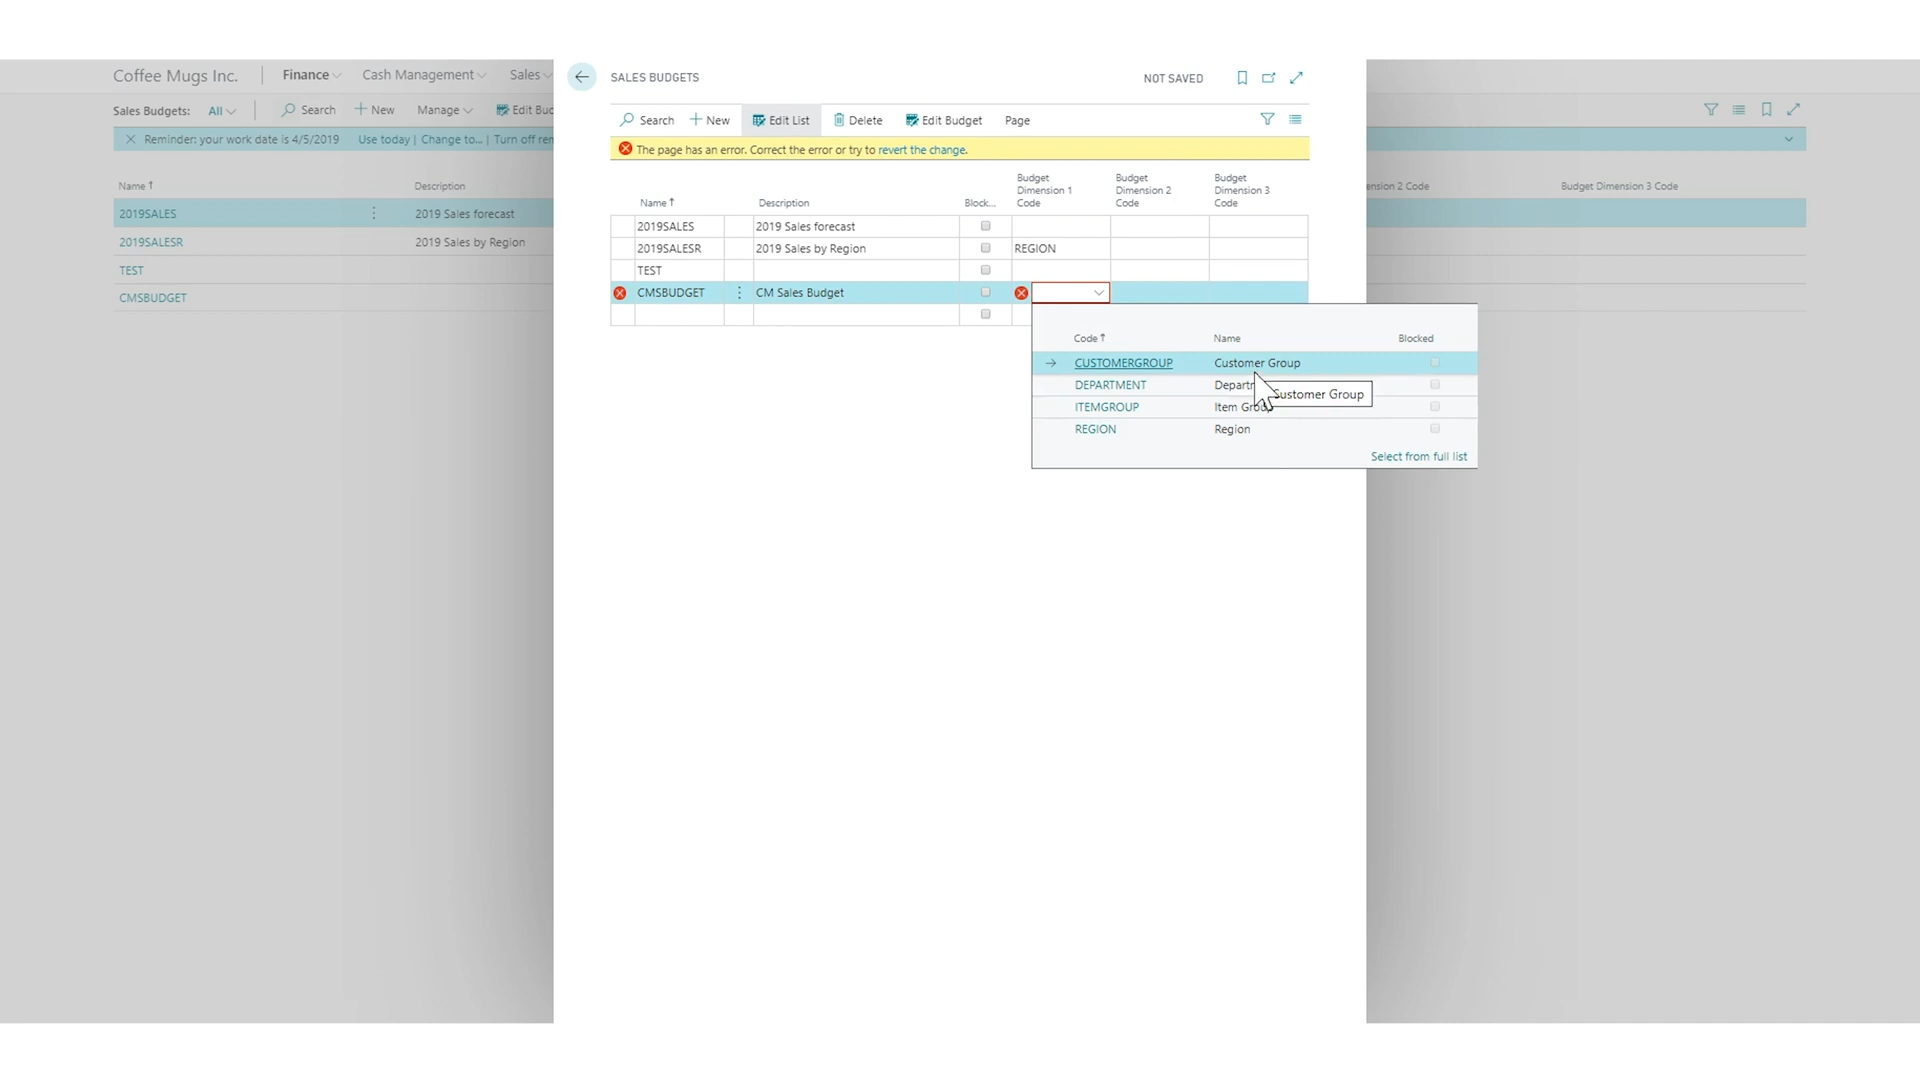 Coffee Mugs Inc. Finance Cash Management Sales
Sales Budgets: All Search New Manage Edit
Reminder: your work date is 4/5/2019 Use today | Change to... | Turn off
Name Description
2019SALES 2019 Sales forecast
2019SALESR 2019 Sales by Region
TEST
CMSBUDGET
SALES BUDGETS NOT SAVED
Search New Edit List Delete Edit Budget Page
The page has an error. Correct the error or try to revert the change.
Name Description Block... Budget Dimension 1 Code Budget Dimension 2 Code Budget Dimension 3 Code
2019SALES 2019 Sales forecast
2019SALESR 2019 Sales by Region REGION
TEST
CMSBUDGET CM Sales Budget
Code Name Blocked
CUSTOMERGROUP Customer Group
DEPARTMENT
Customer Group
ITEMGROUP Item Group
REGION Region
Select from full list
2 Code Budget Dimension 3 Code